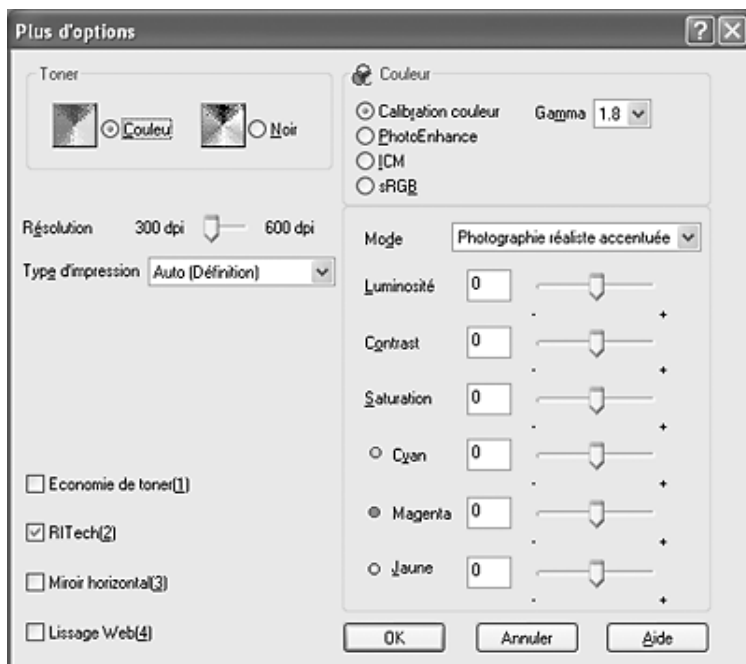 Plus d'options
Toner
Couleu
Noir
Résolution 300 dpi 600 dpi
Type d'impression Auto (Définition)
Economie de toner(1)
RITech(2)
Miroir horizontal(3)
Lissage Web(4)
Couleur
Calibration couleur
PhotoEnhance
ICM
sRGB
Gamma 1.8
Mode Photographie réaliste accentuée
Luminosité 0
- +
Contrast 0
- +
Saturation 0
- +
Cyan 0
- +
Magenta 0
- +
Jaune 0
- +
OK Annuler Aide